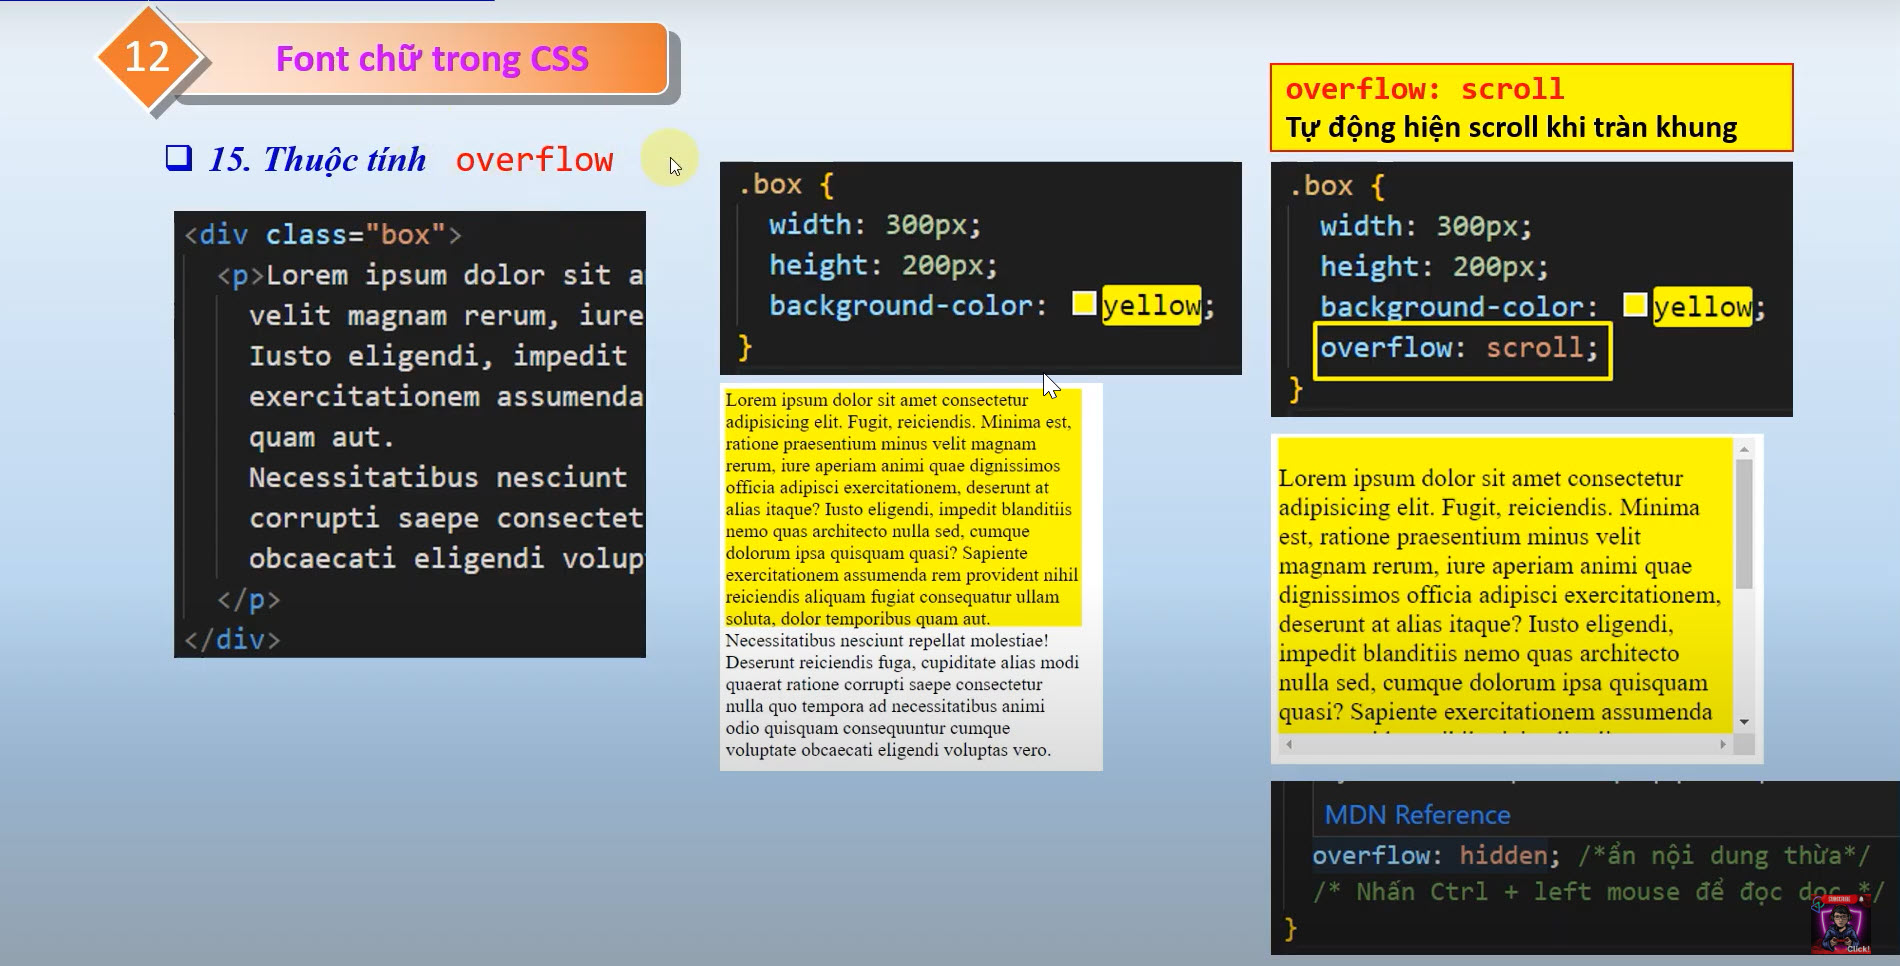 12
Font chữ trong CSS
15. Thuộc tính overflow
<div class="box">
<p>Lorem ipsum dolor sit a
velit magnam rerum, iure
Iusto eligendi, impedit
exercitationem assumenda
quam aut.
Necessitatibus nesciunt
corrupti saepe consectet
obcaecati eligendi volup
</p>
</div>
.box {
width: 300px;
height: 200px;
background-color: yellow;
}
Lorem ipsum dolor sit amet consectetur
adipisicing elit. Fugit, reiciendis. Minima est,
ratione praesentium minus velit magnam
rerum, iure aperiam animi quae dignissimos
officia adipisci exercitationem, deserunt at
alias itaque? Iusto eligendi, impedit blanditiis
nemo quas architecto nulla sed, cumque
dolorum ipsa quisquam quasi? Sapiente
exercitationem assumenda rem provident nihil
reiciendis aliquam fugiat consequatur ullam
soluta, dolor temporibus quam aut.
Necessitatibus nesciunt repellat molestiae!
Deserunt reiciendis fuga, cupiditate alias modi
quaerat ratione corrupti saepe consectetur
nulla quo tempora ad necessitatibus animi
odio quisquam consequuntur cumque
voluptate obcaecati eligendi voluptas vero.
overflow: scroll
Tự động hiện scroll khi tràn khung
.box {
width: 300px;
height: 200px;
background-color: yellow;
overflow: scroll;
}
Lorem ipsum dolor sit amet consectetur
adipisicing elit. Fugit, reiciendis. Minima
est, ratione praesentium minus velit
magnam rerum, iure aperiam animi quae
dignissimos officia adipisci exercitationem,
deserunt at alias itaque? Iusto eligendi,
impedit blanditiis nemo quas architecto
nulla sed, cumque dolorum ipsa quisquam
quasi? Sapiente exercitationem assumenda
MDN Reference
overflow: hidden; /*ẩn nội dung thừa*/
/* Nhấn Ctrl + left mouse để đọc dọc */
}
Click!